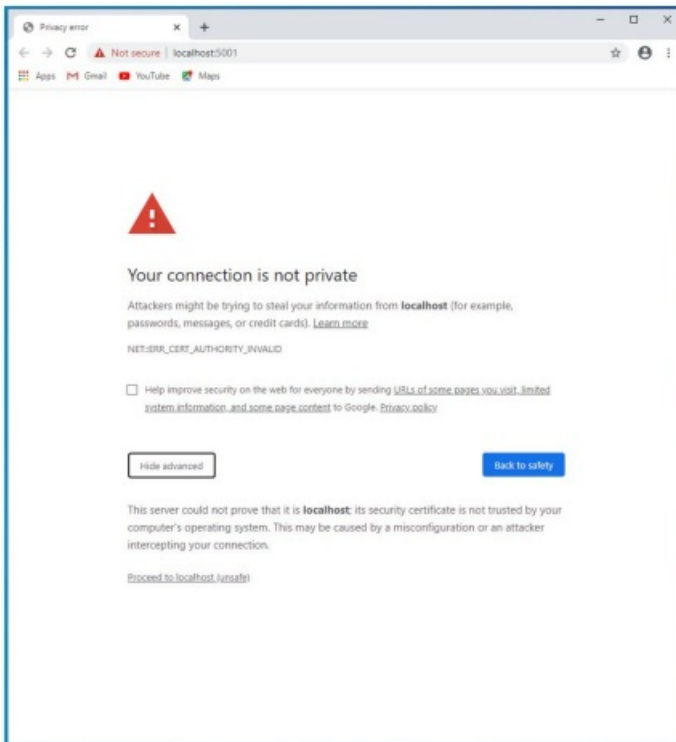 Privacy error
Not secure | localhost:5001
Apps Gmail YouTube Maps
Your connection is not private
Attackers might be trying to steal your information from localhost (for example,
passwords, messages, or credit cards). Learn more
NET::ERR_CERT_AUTHORITY_INVALID
Help improve security on the web for everyone by sending URLs of some pages you visit, limited
system information, and some page content to Google. Privacy policy
Hide advanced
Back to safety
This server could not prove that it is localhost; its security certificate is not trusted by your
computer's operating system. This may be caused by a misconfiguration or an attacker
intercepting your connection.
Proceed to localhost (unsafe)